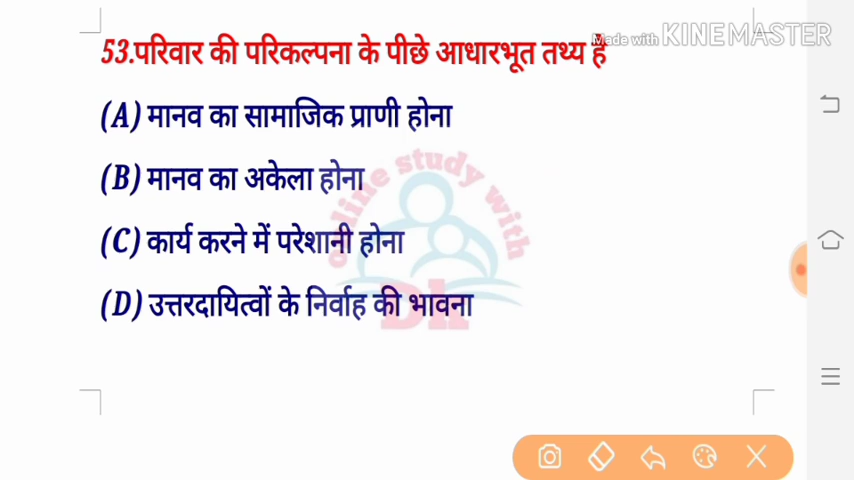 53.परिवार की परिकल्पना के पीछे आधारभूत तथ्य है
Made with KINEMASTER
(A) मानव का सामाजिक प्राणी होना
(B) मानव का अकेला होना
(C) कार्य करने में परेशानी होना
(D) उत्तरदायित्वों के निर्वाह की भावना
online study with
Dk